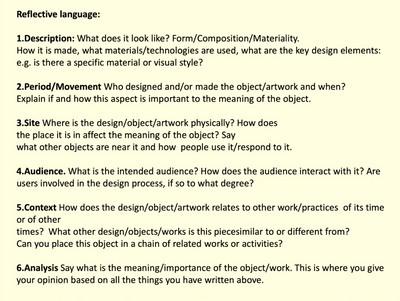 Reflective language:
1.Description: What does it look like? Form/Composition/Materiality.
How it is made, what materials/technologies are used, what are the key design elements:
e.g. is there a specific material or visual style?
2.Period/Movement Who designed and/or made the object/artwork and when?
Explain if and how this aspect is important to the meaning of the object.
3.Site Where is the design/object/artwork physically? How does
the place it is in affect the meaning of the object? Say
what other objects are near it and how  people use it/respond to it.
4.Audience. What is the intended audience? How does the audience interact with it? Are
users involved in the design process, if so to what degree?
5.Context How does the design/object/artwork relates to other work/practices  of its time
or of other
times?  What other design/objects/works is this piecesimilar to or different from?
Can you place this object in a chain of related works or activities?
6.Analysis Say what is the meaning/importance of the object/work. This is where you give
your opinion based on all the things you have written above.